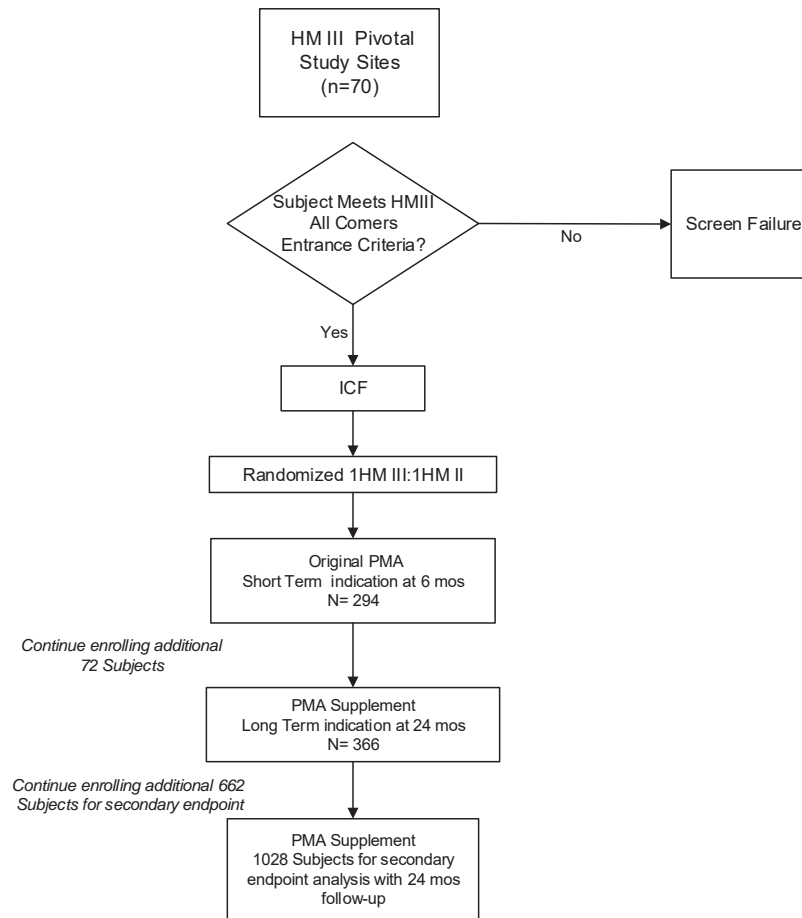 HM III Pivotal
Study Sites
(n=70)
Subject Meets HMIII
All Comers
Entrance Criteria?
No
Screen Failure
Yes
ICF
Randomized 1HM III:1HM II
Original PMA
Short Term indication at 6 mos
N= 294
Continue enrolling additional
72 Subjects
PMA Supplement
Long Term indication at 24 mos
N= 366
Continue enrolling additional 662
Subjects for secondary endpoint
PMA Supplement
1028 Subjects for secondary
endpoint analysis with 24 mos
follow-up